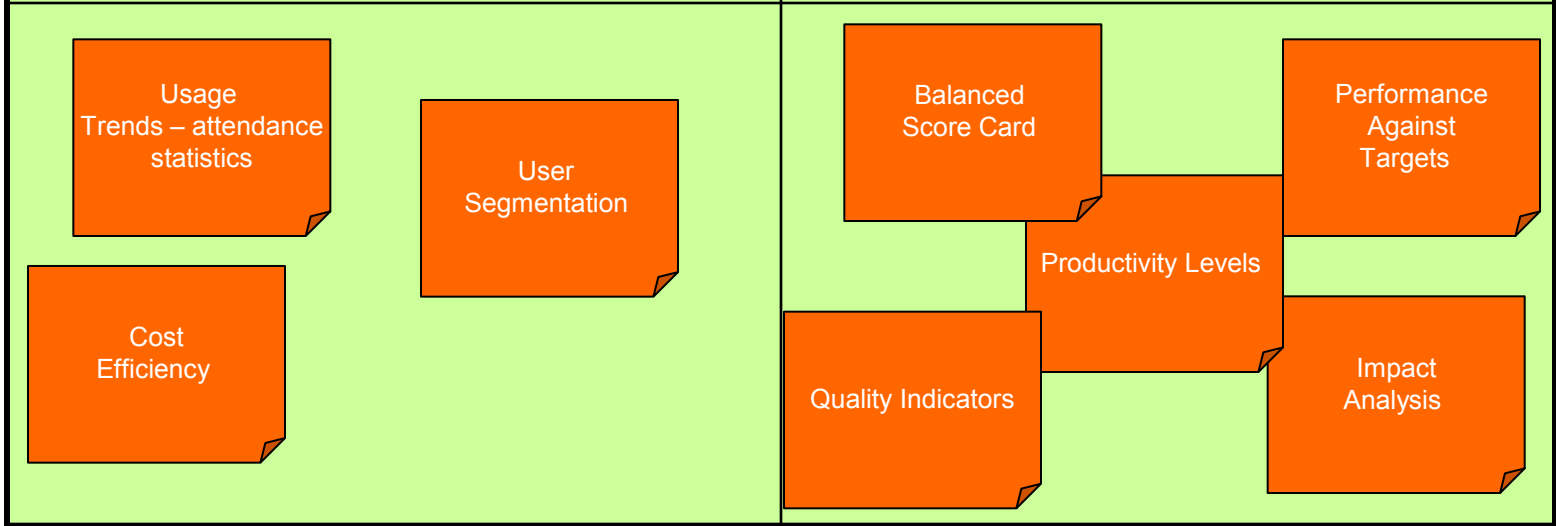 Usage
Trends – attendance
statistics
User
Segmentation
Cost
Efficiency
Balanced
Score Card
Performance
Against
Targets
Productivity Levels
Quality Indicators
Impact
Analysis